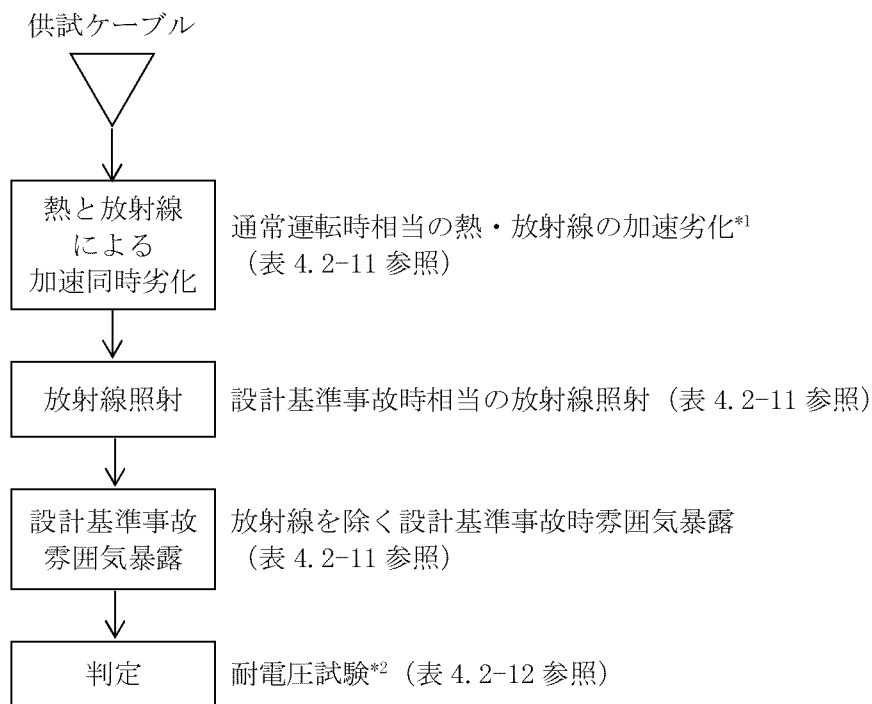 供試ケーブル
熱と放射線
による
加速同時劣化
通常運転時相当の熱・放射線の加速劣化*1
（表 4.2-11 参照）
放射線照射
設計基準事故時相当の放射線照射（表 4.2-11 参照）
設計基準事故
雰囲気暴露
放射線を除く設計基準事故時雰囲気暴露
（表 4.2-11 参照）
判定
耐電圧試験*2（表 4.2-12 参照）